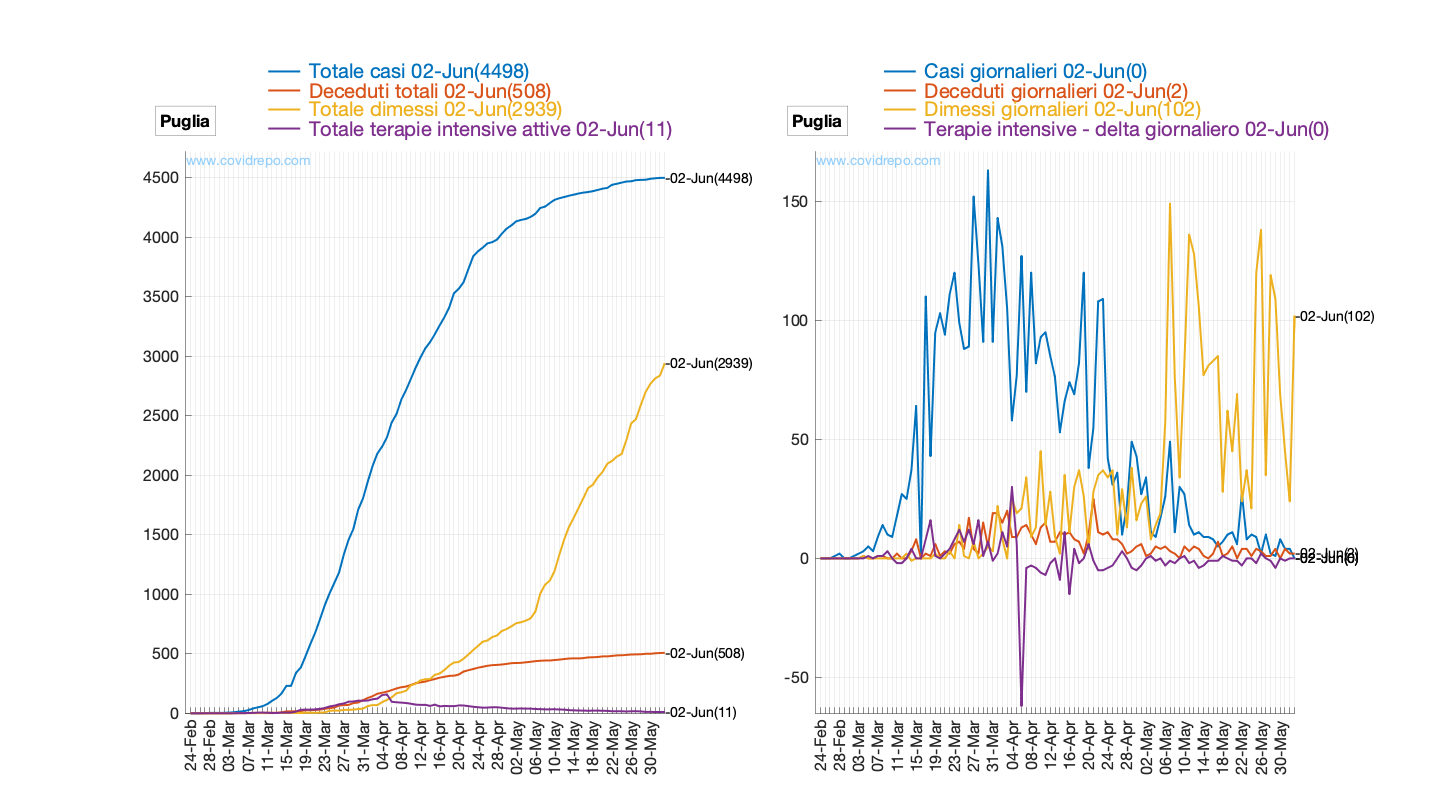 Totale casi 02-Jun(4498)
Deceduti totali 02-Jun(508)
Totale dimessi 02-Jun(2939)
Totale terapie intensive attive 02-Jun(11)
Puglia
www.covidrepo.com
4500
4000
3500
3000
2500
2000
1500
1000
500
0
-02-Jun(4498)
-02-Jun(2939)
-02-Jun(508)
-02-Jun(11)
24-Feb
28-Feb
03-Mar
07-Mar
11-Mar
15-Mar
19-Mar
23-Mar
27-Mar
31-Mar
04-Apr
08-Apr
12-Apr
16-Apr
20-Apr
24-Apr
28-Apr
02-May
06-May
10-May
14-May
18-May
22-May
26-May
30-May
Casi giornalieri 02-Jun(0)
Deceduti giornalieri 02-Jun(2)
Dimessi giornalieri 02-Jun(102)
Terapie intensive - delta giornaliero 02-Jun(0)
Puglia
www.covidrepo.com
150
100
50
0
-50
-02-Jun(102)
-02-Jun(2)
-02-Jun(0)
24-Feb
28-Feb
03-Mar
07-Mar
11-Mar
15-Mar
19-Mar
23-Mar
27-Mar
31-Mar
04-Apr
08-Apr
12-Apr
16-Apr
20-Apr
24-Apr
28-Apr
02-May
06-May
10-May
14-May
18-May
22-May
26-May
30-May